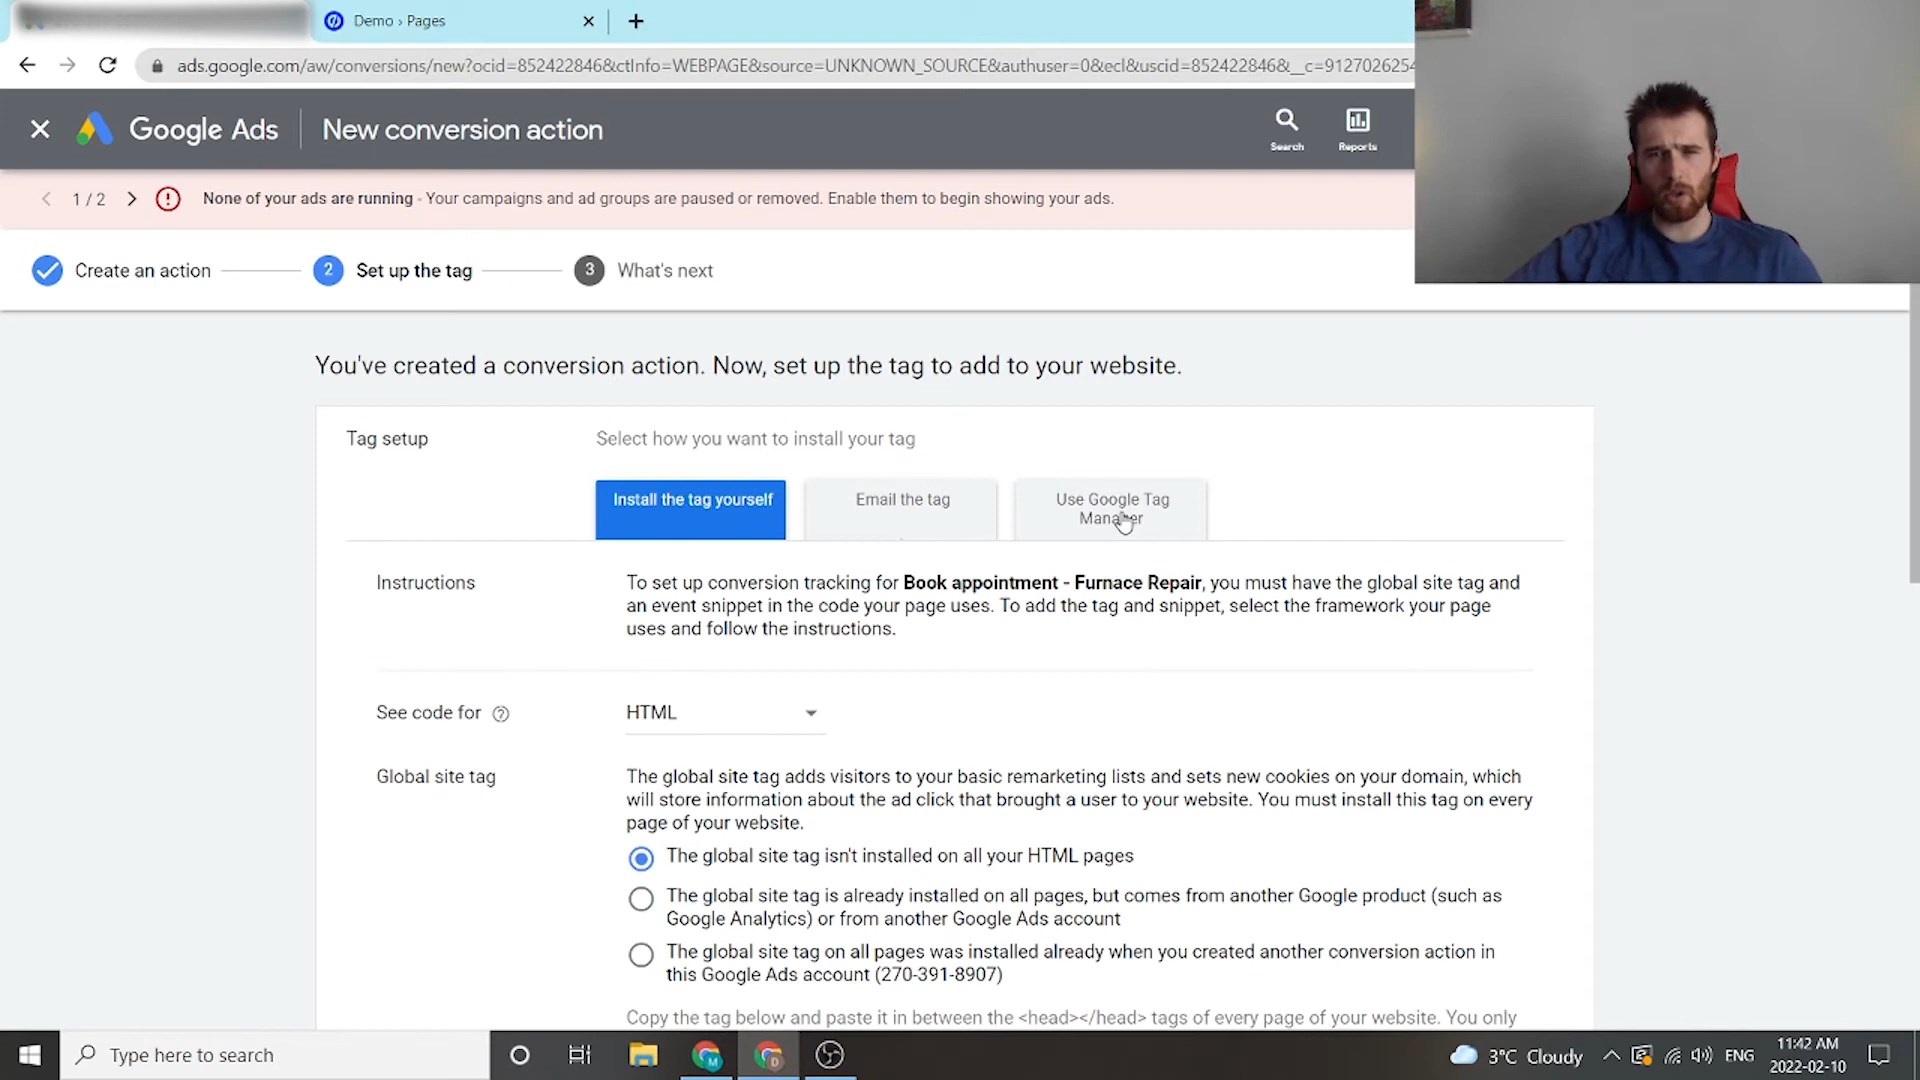 Demo › Pages
ads.google.com/aw/conversions/new?ocid=852422846&ctInfo=WEBPAGE&source=UNKNOWN_SOURCE&authuser=0&ecl&uscid=852422846&__c=9127026254
Google Ads
New conversion action
Search
Reports
1 / 2
None of your ads are running - Your campaigns and ad groups are paused or removed. Enable them to begin showing your ads.
Create an action
2
Set up the tag
3
What's next
You've created a conversion action. Now, set up the tag to add to your website.
Tag setup
Select how you want to install your tag
Install the tag yourself
Email the tag
Use Google Tag
Manager
Instructions
To set up conversion tracking for Book appointment - Furnace Repair, you must have the global site tag and
an event snippet in the code your page uses. To add the tag and snippet, select the framework your page
uses and follow the instructions.
See code for
HTML
Global site tag
The global site tag adds visitors to your basic remarketing lists and sets new cookies on your domain, which
will store information about the ad click that brought a user to your website. You must install this tag on every
page of your website.
The global site tag isn't installed on all your HTML pages
The global site tag is already installed on all pages, but comes from another Google product (such as
Google Analytics) or from another Google Ads account
The global site tag on all pages was installed already when you created another conversion action in
this Google Ads account (270-391-8907)
Copy the tag below and paste it in between the <head></head> tags of every page of your website. You only
Type here to search
3°C Cloudy
ENG
11:42 AM
2022-02-10